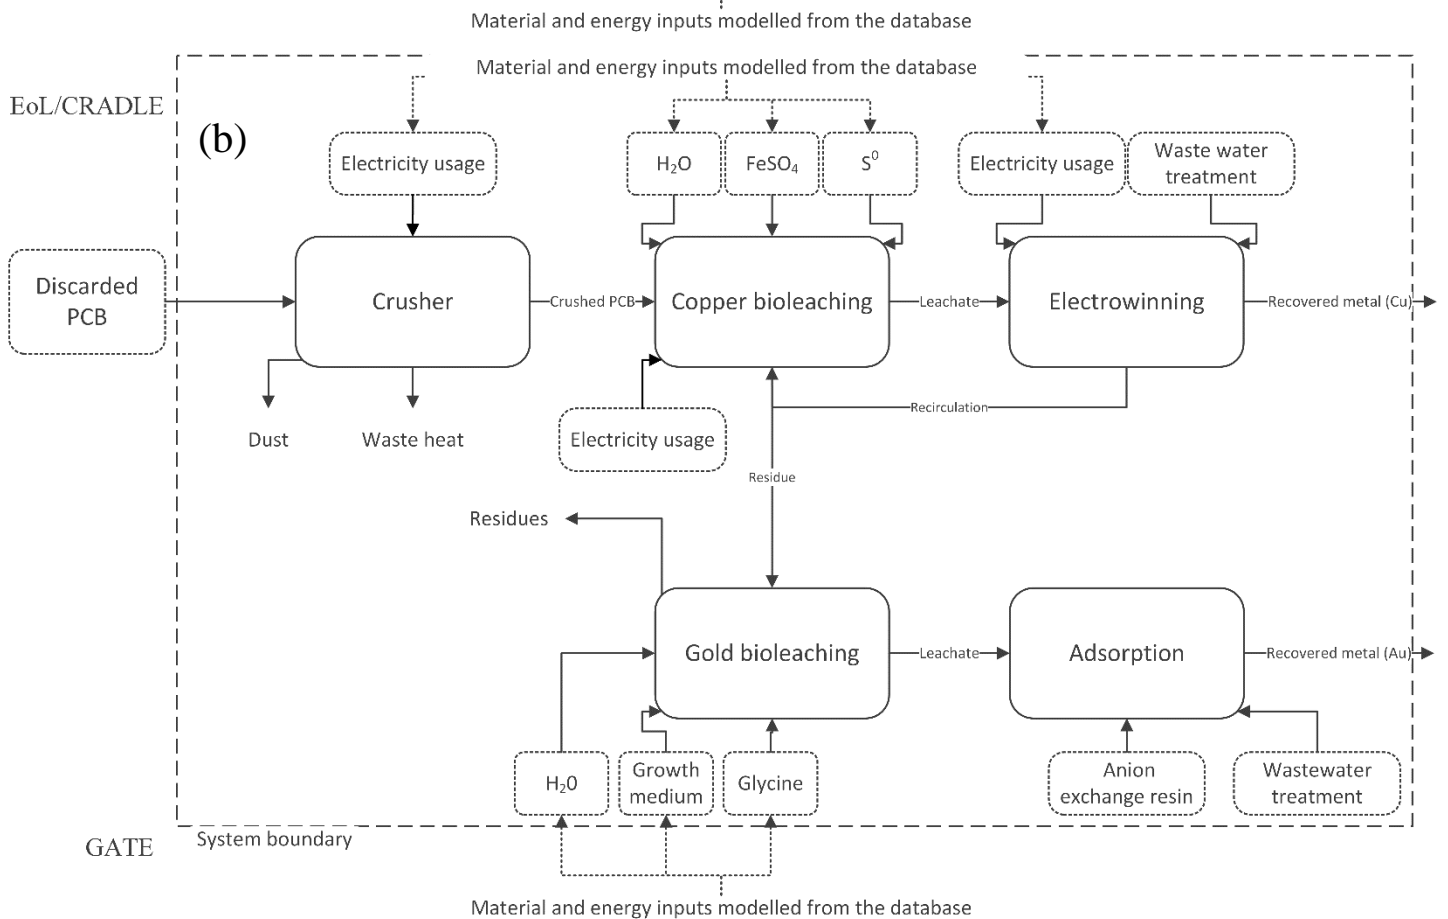 Material and energy inputs modelled from the database
Material and energy inputs modelled from the database
EoL/CRADLE
(b)
Electricity usage
H₂O
FeSO₄
S⁰
Electricity usage
Waste water
treatment
Discarded
PCB
Crusher
Crushed PCB
Copper bioleaching
Leachate
Electrowinning
Recovered metal (Cu)
Dust
Waste heat
Electricity usage
Recirculation
Residue
Residues
Gold bioleaching
Leachate
Adsorption
Recovered metal (Au)
H₂0
Growth
medium
Glycine
Anion
exchange resin
Wastewater
treatment
System boundary
GATE
Material and energy inputs modelled from the database